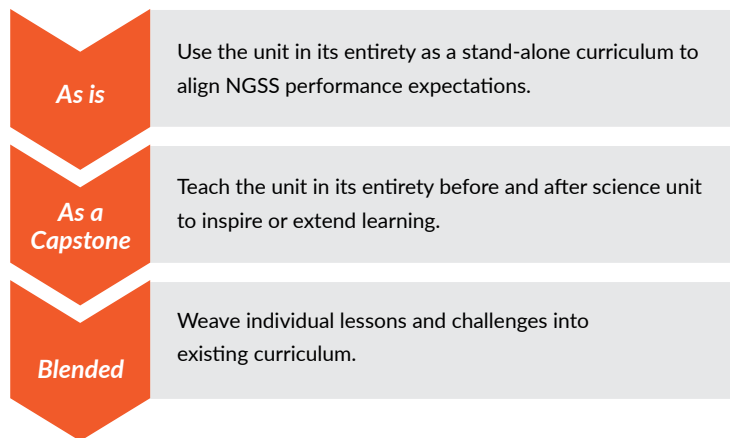 As is
Use the unit in its entirety as a stand-alone curriculum to
align NGSS performance expectations.
As a
Capstone
Teach the unit in its entirety before and after science unit
to inspire or extend learning.
Blended
Weave individual lessons and challenges into
existing curriculum.